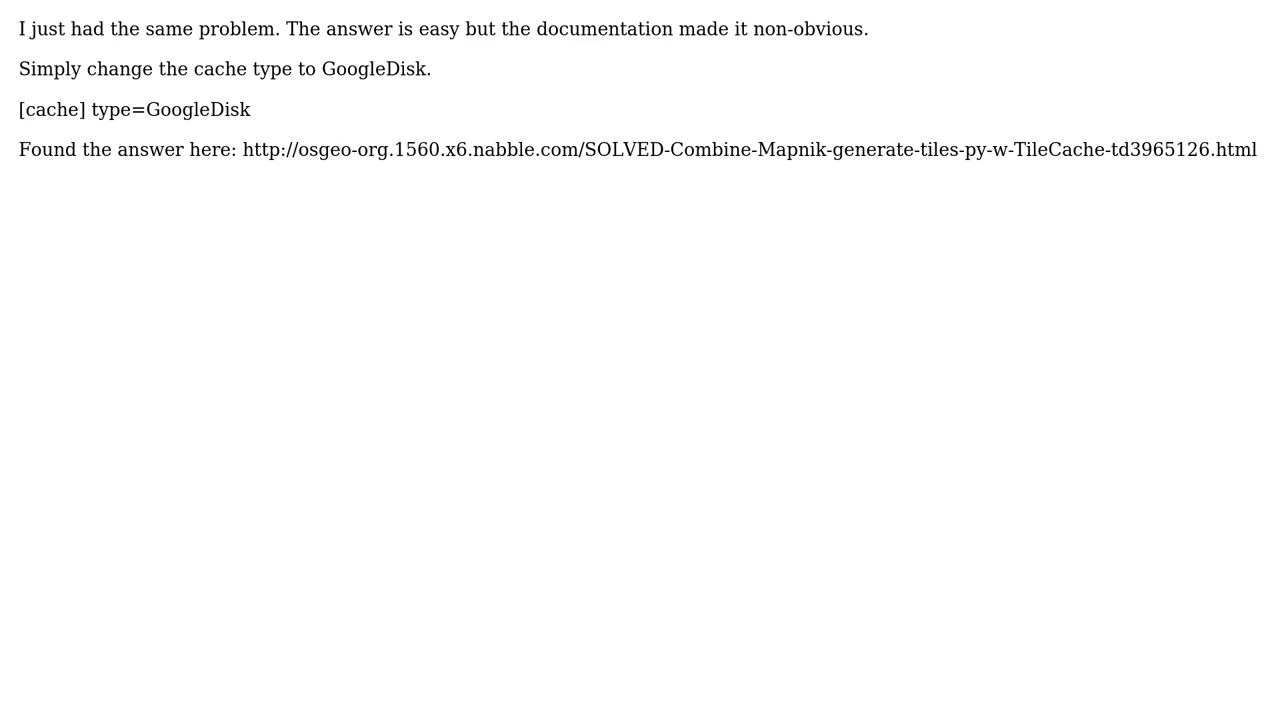 I just had the same problem. The answer is easy but the documentation made it non-obvious.
Simply change the cache type to GoogleDisk.
[cache] type=GoogleDisk
Found the answer here: http://osgeo-org.1560.x6.nabble.com/SOLVED-Combine-Mapnik-generate-tiles-py-w-TileCache-td3965126.html